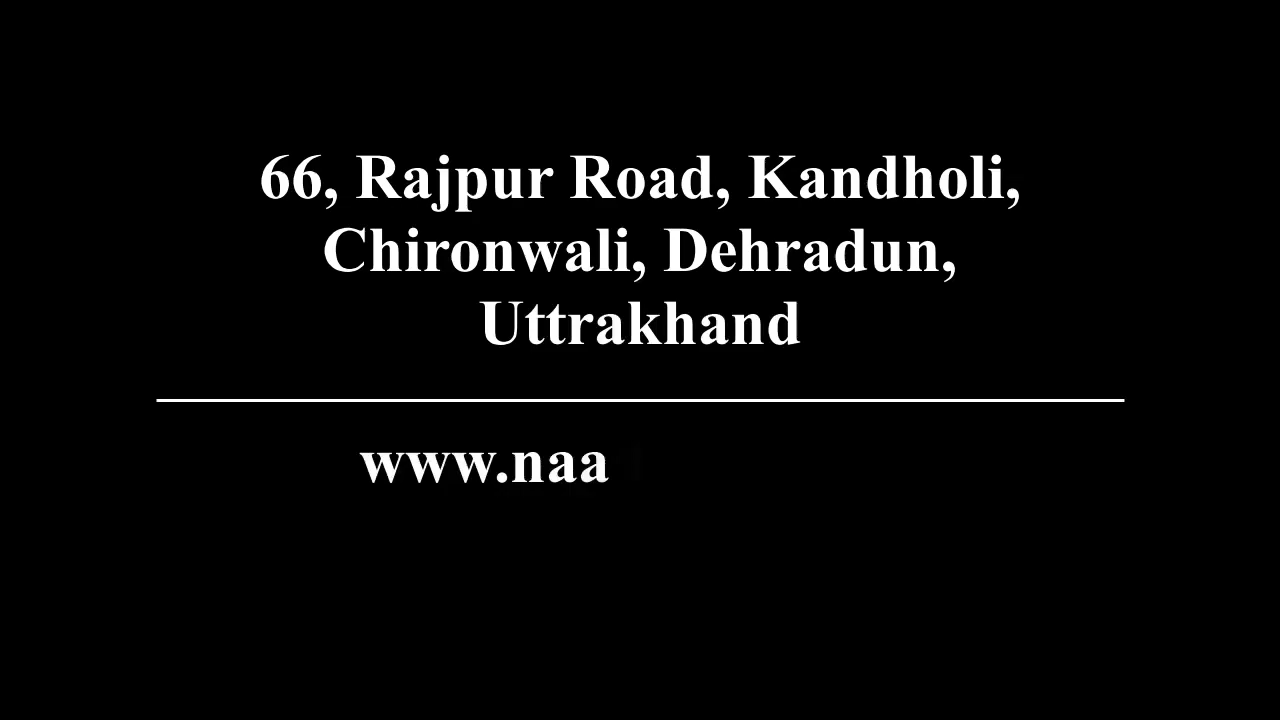 66, Rajpur Road, Kandholi,
Chironwali, Dehradun,
Uttrakhand
www.naa